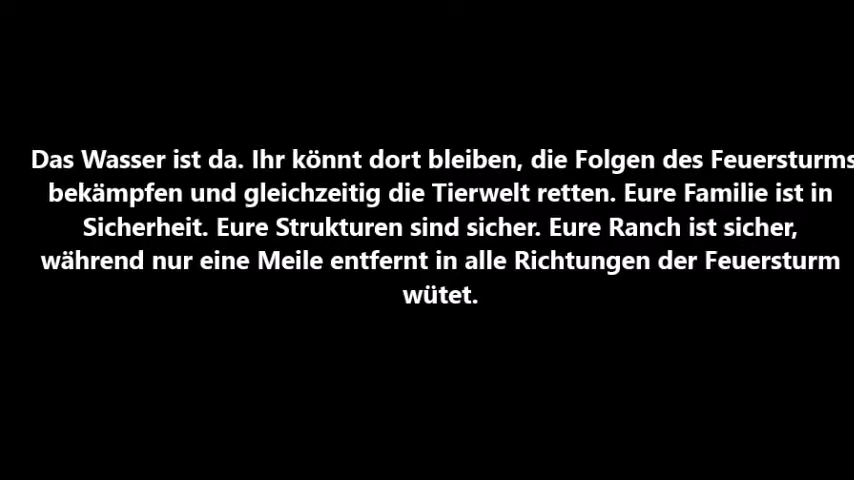 Das Wasser ist da. Ihr könnt dort bleiben, die Folgen des Feuersturms
bekämpfen und gleichzeitig die Tierwelt retten. Eure Familie ist in
Sicherheit. Eure Strukturen sind sicher. Eure Ranch ist sicher,
während nur eine Meile entfernt in alle Richtungen der Feuersturm
wütet.